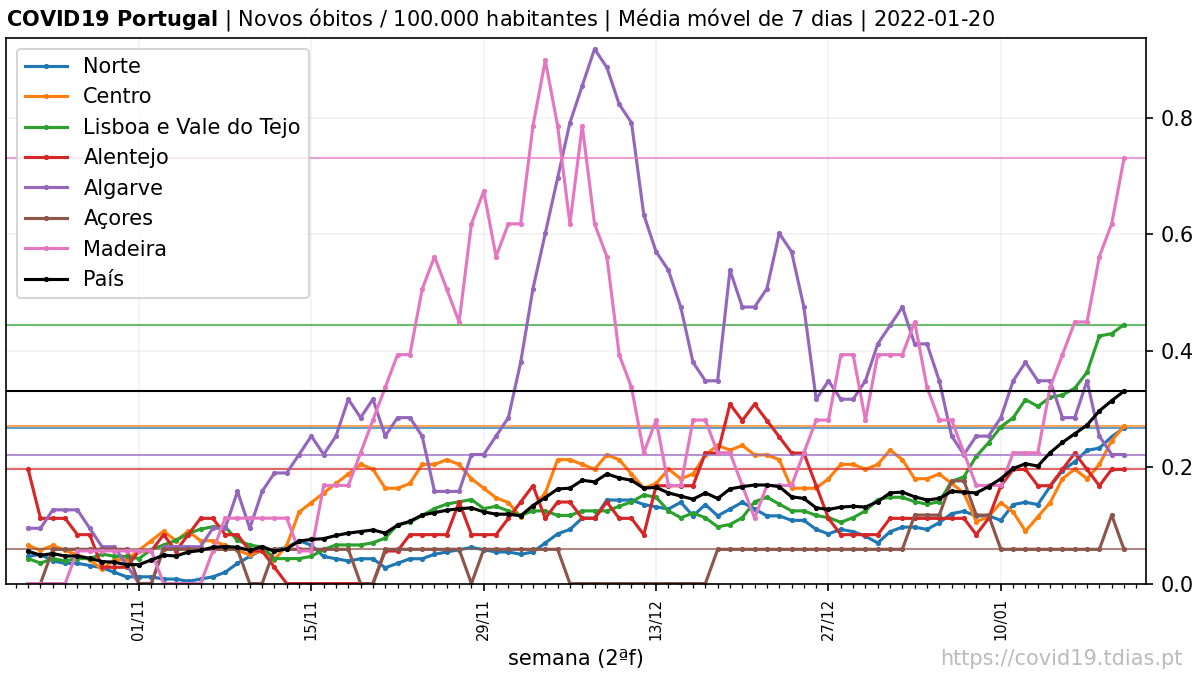 COVID19 Portugal | Novos óbitos / 100.000 habitantes | Média móvel de 7 dias | 2022-01-20
Norte
Centro
Lisboa e Vale do Tejo
Alentejo
Algarve
Açores
Madeira
País
0.8
0.6
0.4
0.2
0.0
01/11
15/11
29/11
13/12
27/12
10/01
semana (2ªf)
https://covid19.tdias.pt